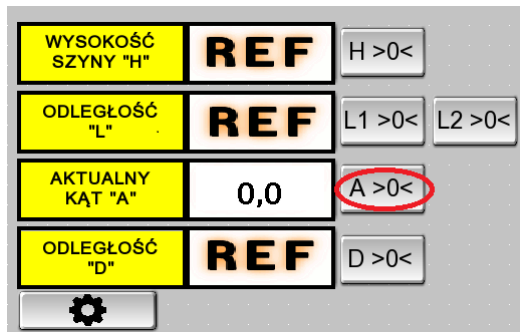 WYSOKOŚĆ
SZYNY "H"
REF
H >0<
ODLEGŁOŚĆ
"L"
REF
L1 >0<
L2 >0<
AKTUALNY
KĄT "A"
0,0
A >0<
ODLEGŁOŚĆ
"D"
REF
D >0<